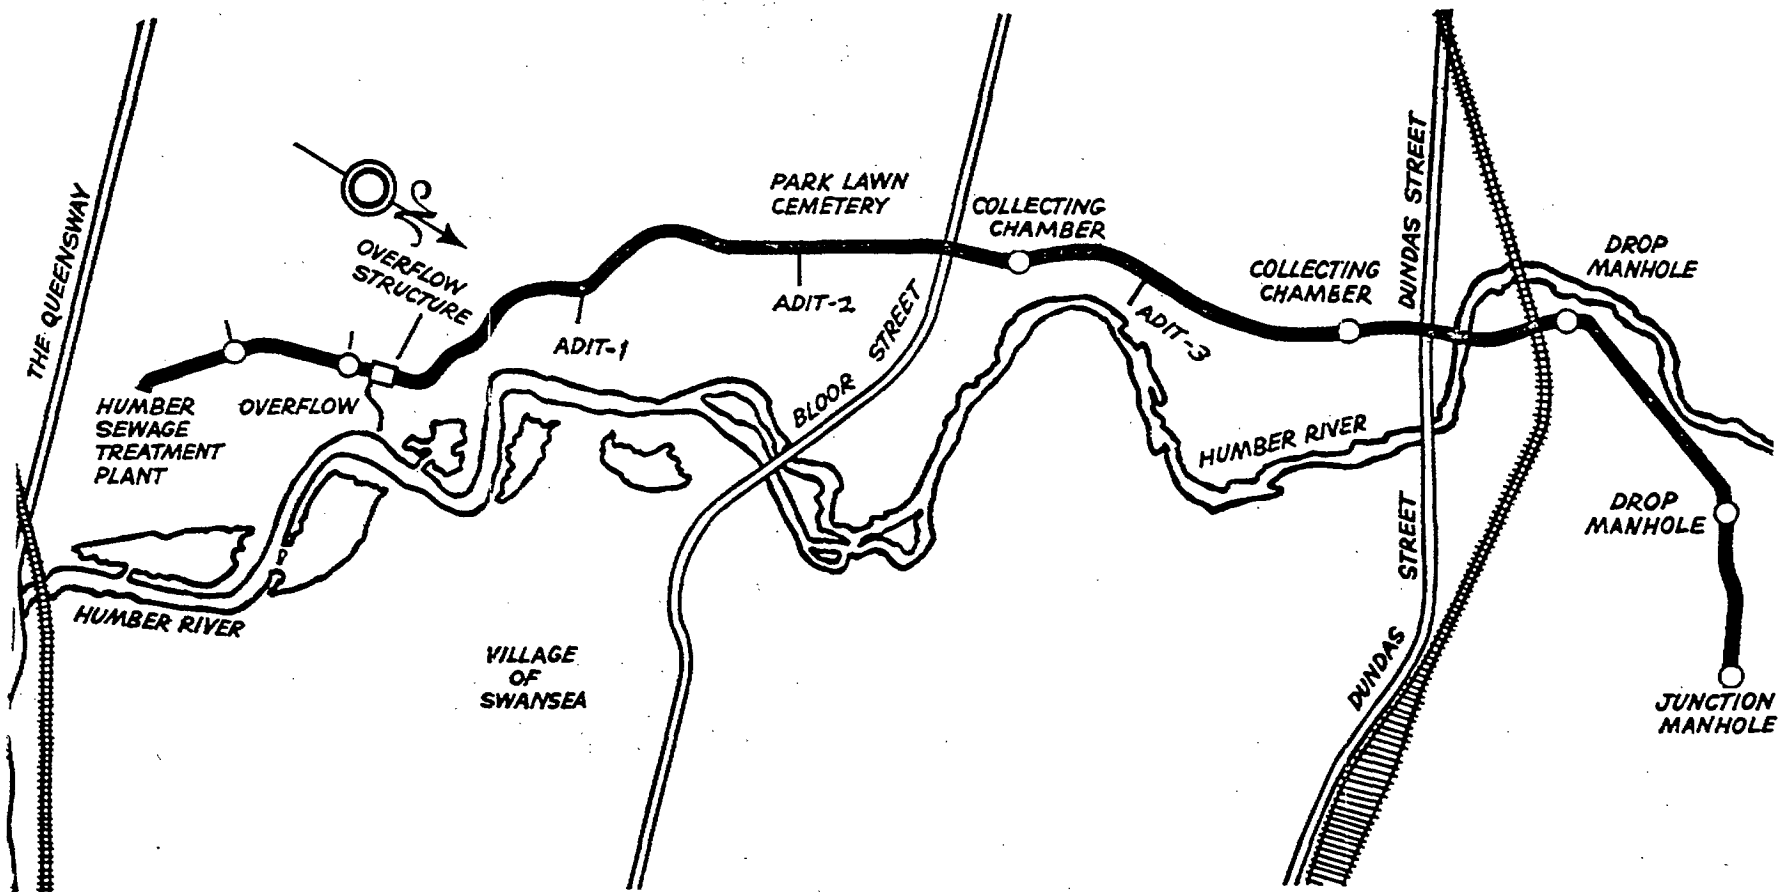 THE QUEENSWAY
N
OVERFLOW
STRUCTURE
PARK LAWN
CEMETERY
COLLECTING
CHAMBER
DUNDAS STREET
DROP
MANHOLE
COLLECTING
CHAMBER
ADIT-1
ADIT-2
STREET
BLOOR
ADIT-3
HUMBER
SEWAGE
TREATMENT
PLANT
OVERFLOW
HUMBER RIVER
STREET
DUNDAS
DROP
MANHOLE
HUMBER RIVER
VILLAGE
OF
SWANSEA
JUNCTION
MANHOLE